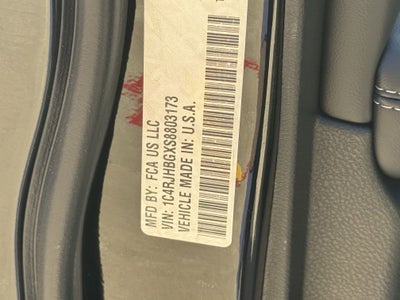 MFD BY: FCA US LLC
VIN: 1C4RJHBGXS8803173
VEHICLE MADE IN: U.S.A.